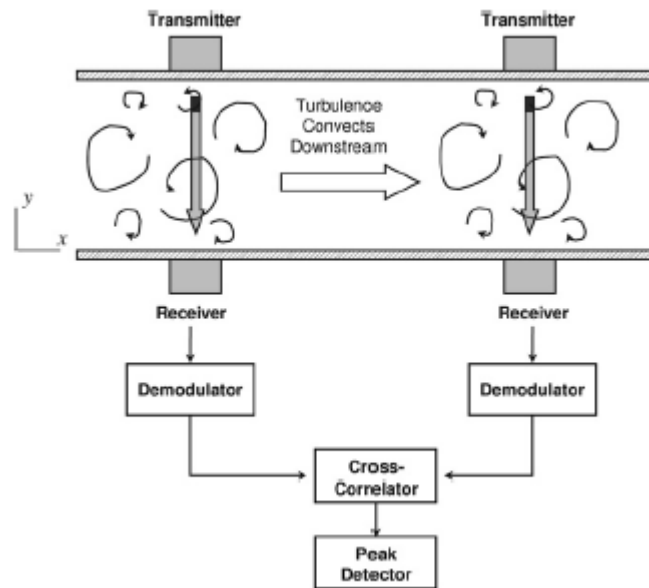 Transmitter
Transmitter
Turbulence
Convects
Downstream
y
x
Receiver
Receiver
Demodulator
Demodulator
Cross-
Correlator
Peak
Detector